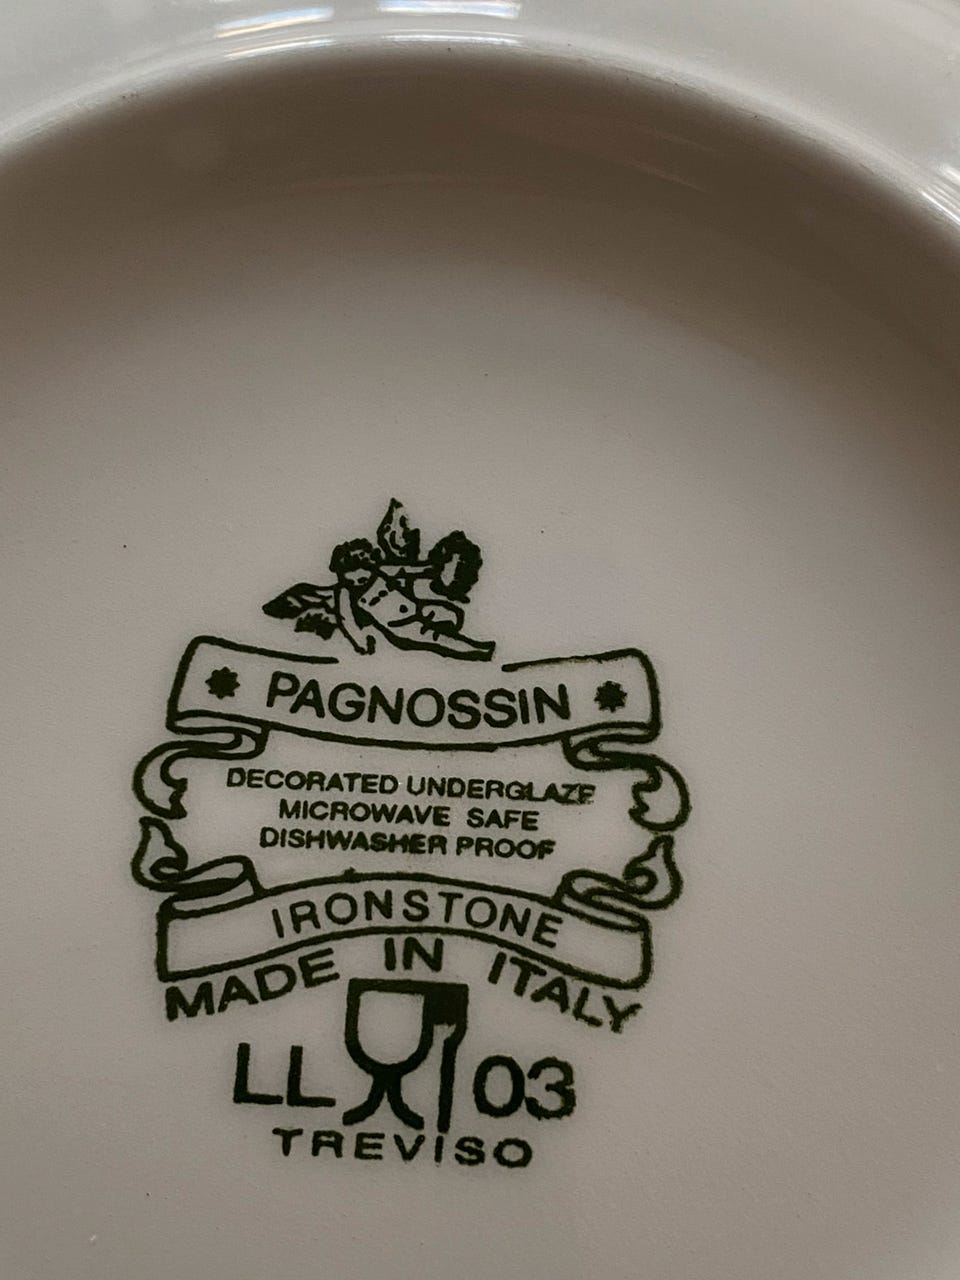 PAGNOSSIN
DECORATED UNDERGLAZE
MICROWAVE SAFE
DISHWASHER PROOF
IRONSTONE
MADE IN ITALY
LL 03
TREVISO